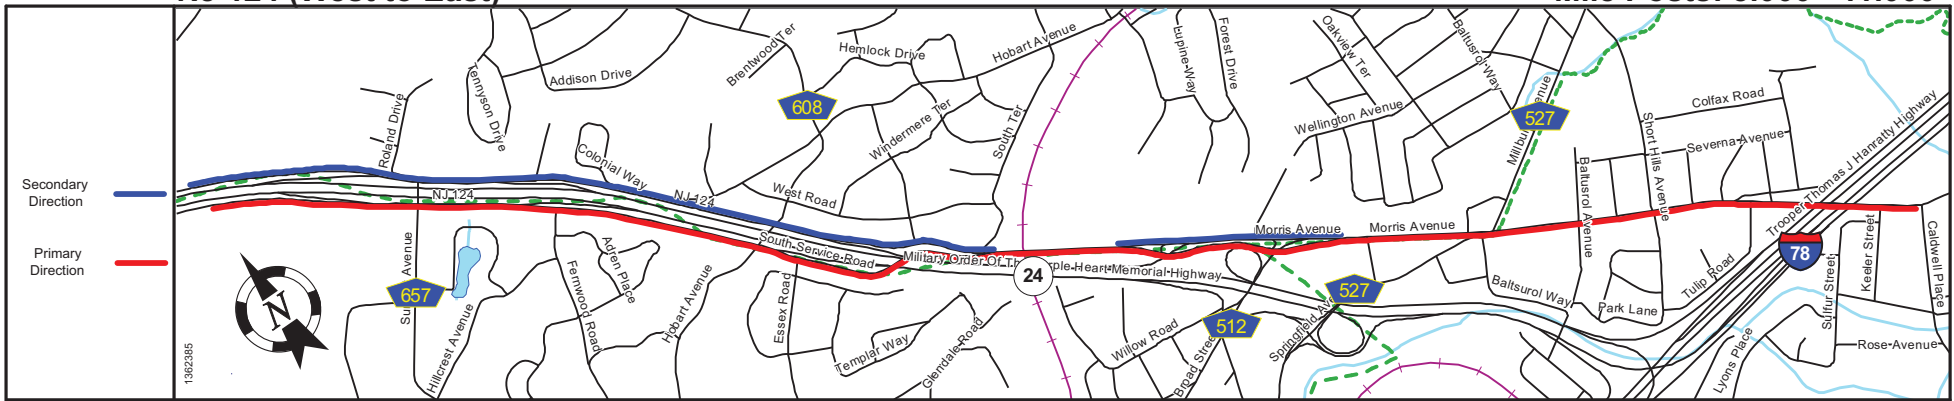 Secondary
Direction
Primary
Direction
NJ 124
NJ 124
Roland Drive
Tennyson Drive
Addison Drive
Brentwood Ter
Hemlock Drive
Hobart Avenue
608
Windermere Ter
South Ter
Colonial Way
West Road
Lupine Way
Forest Drive
Oakview Ter
Baltusrol Way
Wellington Avenue
527
Short Hills Avenue
Colfax Road
Severna Avenue
Trooper Thomas J Hanratty Highway
Baltusrol Avenue
Morris Avenue
Morris Avenue
South Service Road
Military Order Of
Heart Memorial Highway
24
657
Avenue
Hillcrest Avenue
Fernwood Road
Adren Place
Hobart Avenue
Essex Road
Templar Way
Glendale Road
Willow Road
Broad Street
512
Springfield
527
Baltsurol Way
Park Lane
Tulip Road
78
Lyons Place
Sulfur Street
Keeler Street
Caldwell Place
Rose Avenue
1362385
N